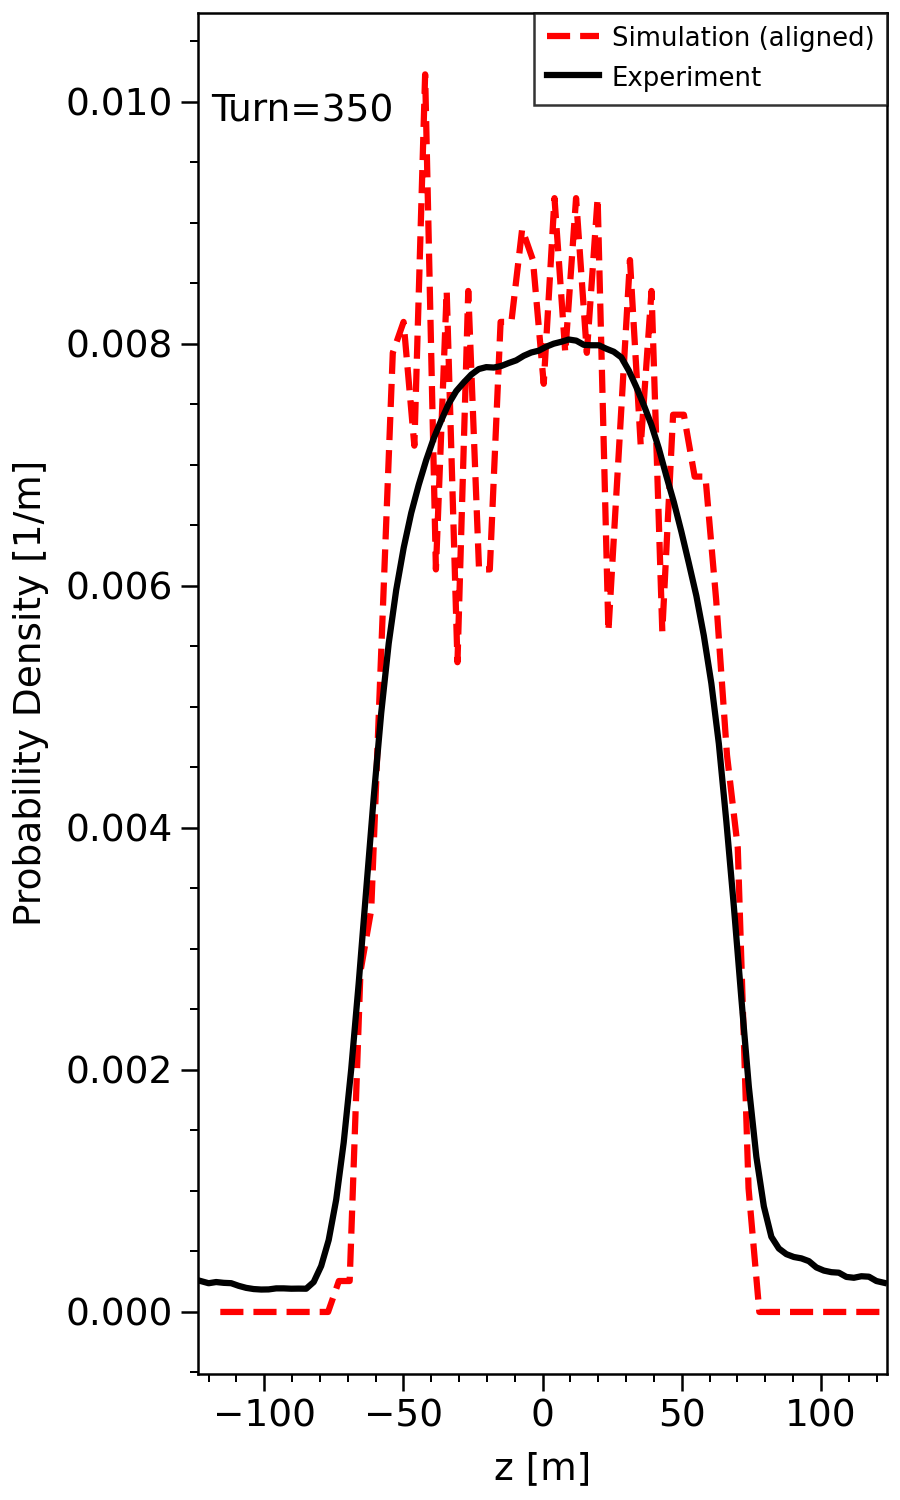 Simulation (aligned)
Experiment
Turn=350
0.010
0.008
0.006
0.004
0.002
0.000
Probability Density [1/m]
−100
−50
0
50
100
z [m]